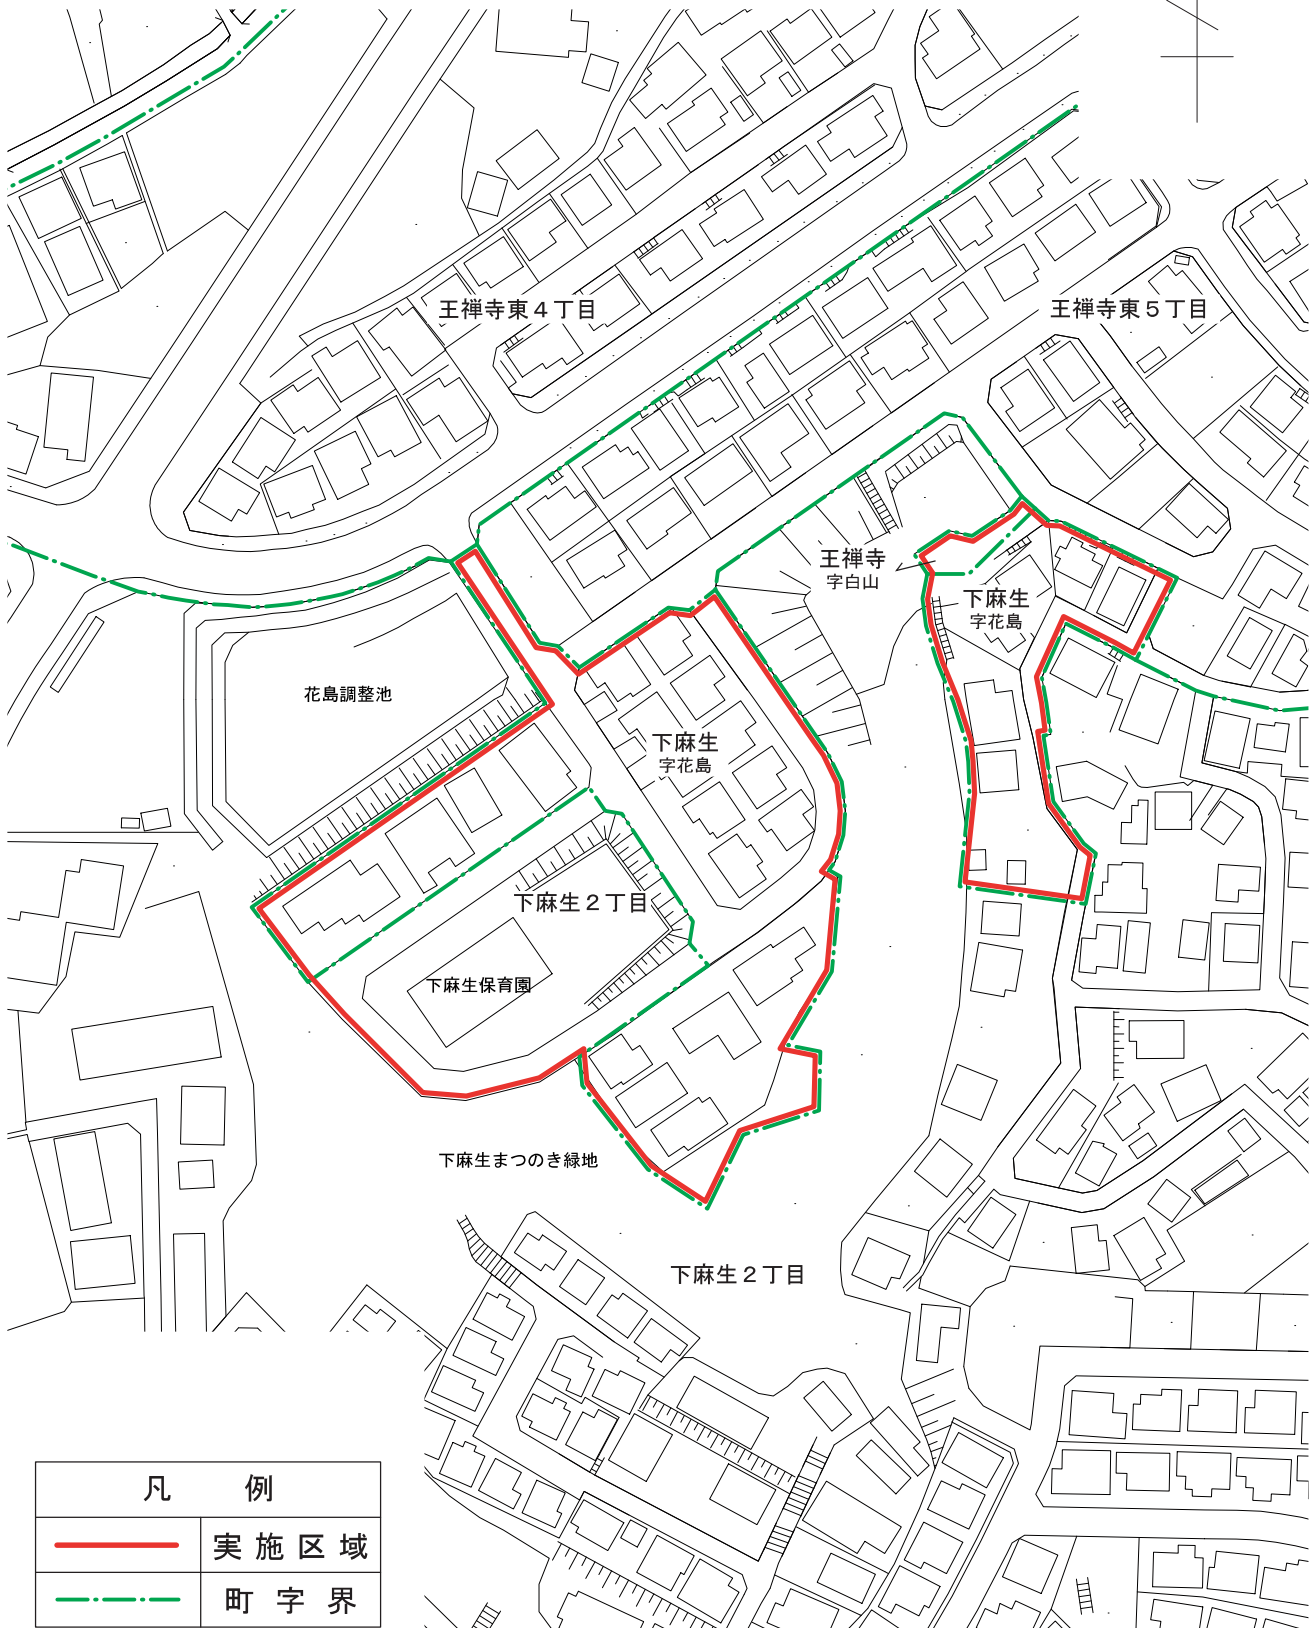 王禅寺東４丁目
王禅寺東５丁目
王禅寺
字白山
下麻生
字花島
花島調整池
下麻生
字花島
下麻生２丁目
下麻生保育園
下麻生まつのき緑地
下麻生２丁目
凡例
実施区域
町字界